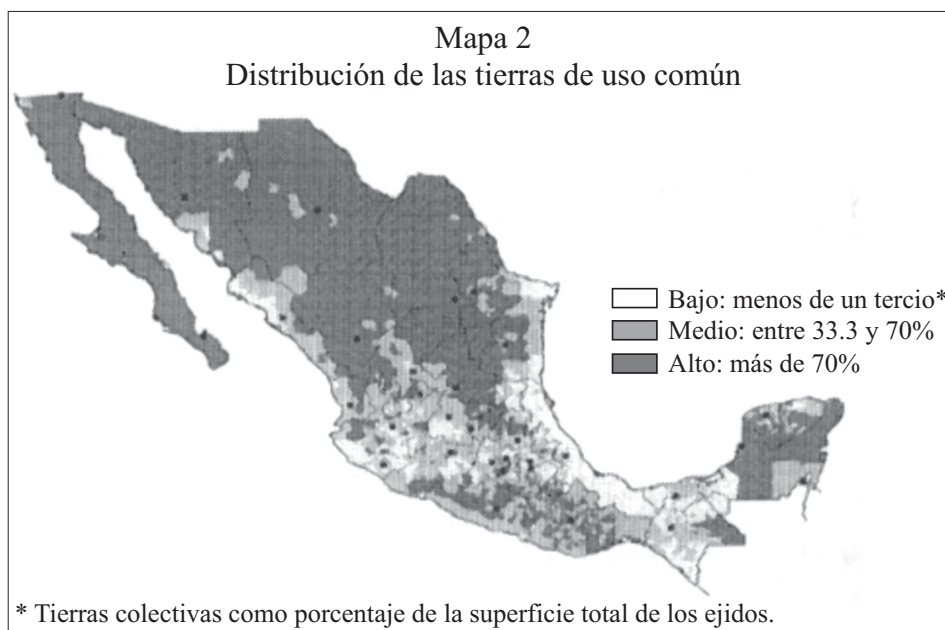 Mapa 2
Distribución de las tierras de uso común
Bajo: menos de un tercio*
Medio: entre 33.3 y 70%
Alto: más de 70%
* Tierras colectivas como porcentaje de la superficie total de los ejidos.